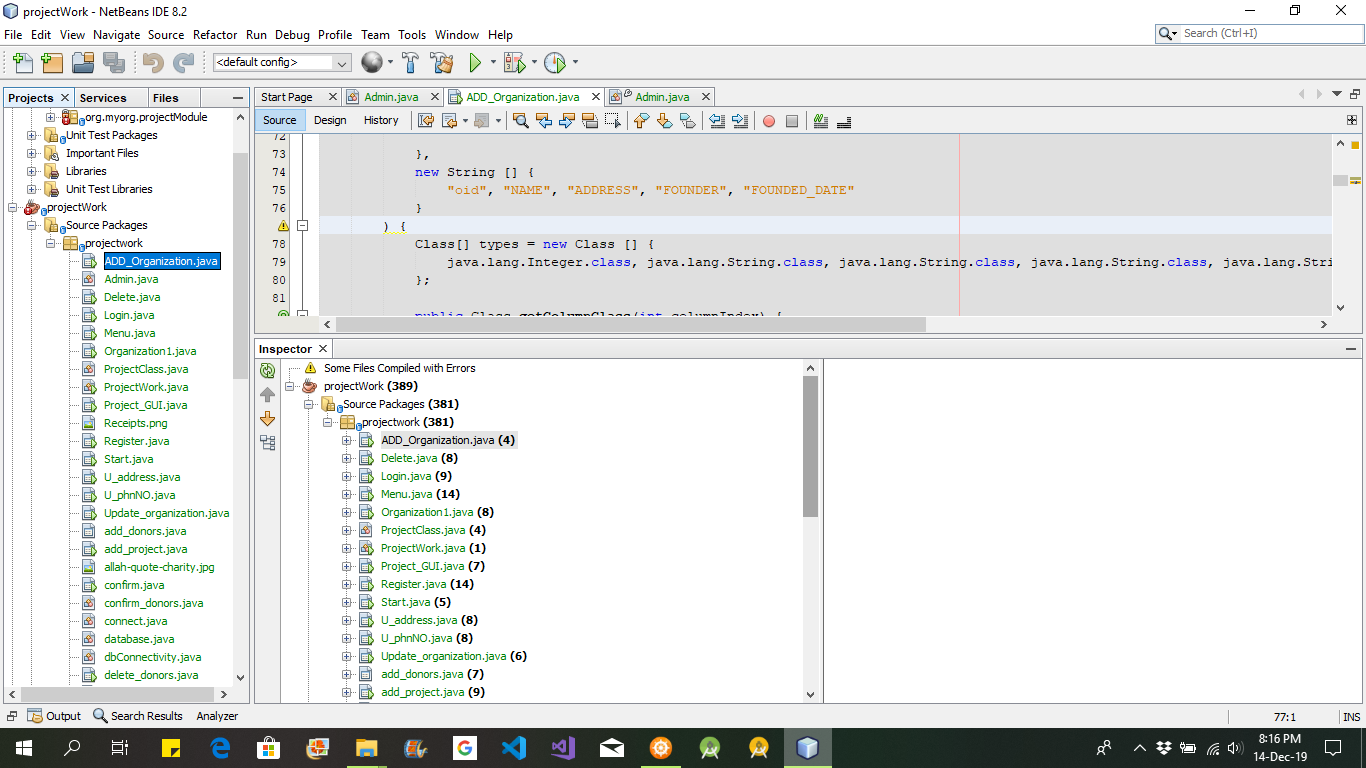 projectWork - NetBeans IDE 8.2
File Edit View Navigate Source Refactor Run Debug Profile Team Tools Window Help
Search (Ctrl+I)
<default config>
Projects Services Files
org.myorg.projectModule
Unit Test Packages
Important Files
Libraries
Unit Test Libraries
projectWork
Source Packages
projectwork
ADD_Organization.java
Admin.java
Delete.java
Login.java
Menu.java
Organization1.java
ProjectClass.java
ProjectWork.java
Project_GUI.java
Receipts.png
Register.java
Start.java
U_address.java
U_phnNO.java
Update_organization.java
add_donors.java
add_project.java
allah-quote-charity.jpg
confirm.java
confirm_donors.java
connect.java
database.java
dbConnectivity.java
delete_donors.java
Start Page Admin.java ADD_Organization.java Admin.java
Source Design History
72
73 },
74 new String [] {
75 "oid", "NAME", "ADDRESS", "FOUNDER", "FOUNDED_DATE"
76 }
) {
78 Class[] types = new Class [] {
79 java.lang.Integer.class, java.lang.String.class, java.lang.String.class, java.lang.String.class, java.lang.Stri
80 };
81
public Class getColumnClass(int columnIndex) {
Inspector
Some Files Compiled with Errors
projectWork (389)
Source Packages (381)
projectwork (381)
ADD_Organization.java (4)
Delete.java (8)
Login.java (9)
Menu.java (14)
Organization1.java (8)
ProjectClass.java (4)
ProjectWork.java (1)
Project_GUI.java (7)
Register.java (14)
Start.java (5)
U_address.java (8)
U_phnNO.java (8)
Update_organization.java (6)
add_donors.java (7)
add_project.java (9)
Output Search Results Analyzer
77:1 INS
8:16 PM
14-Dec-19